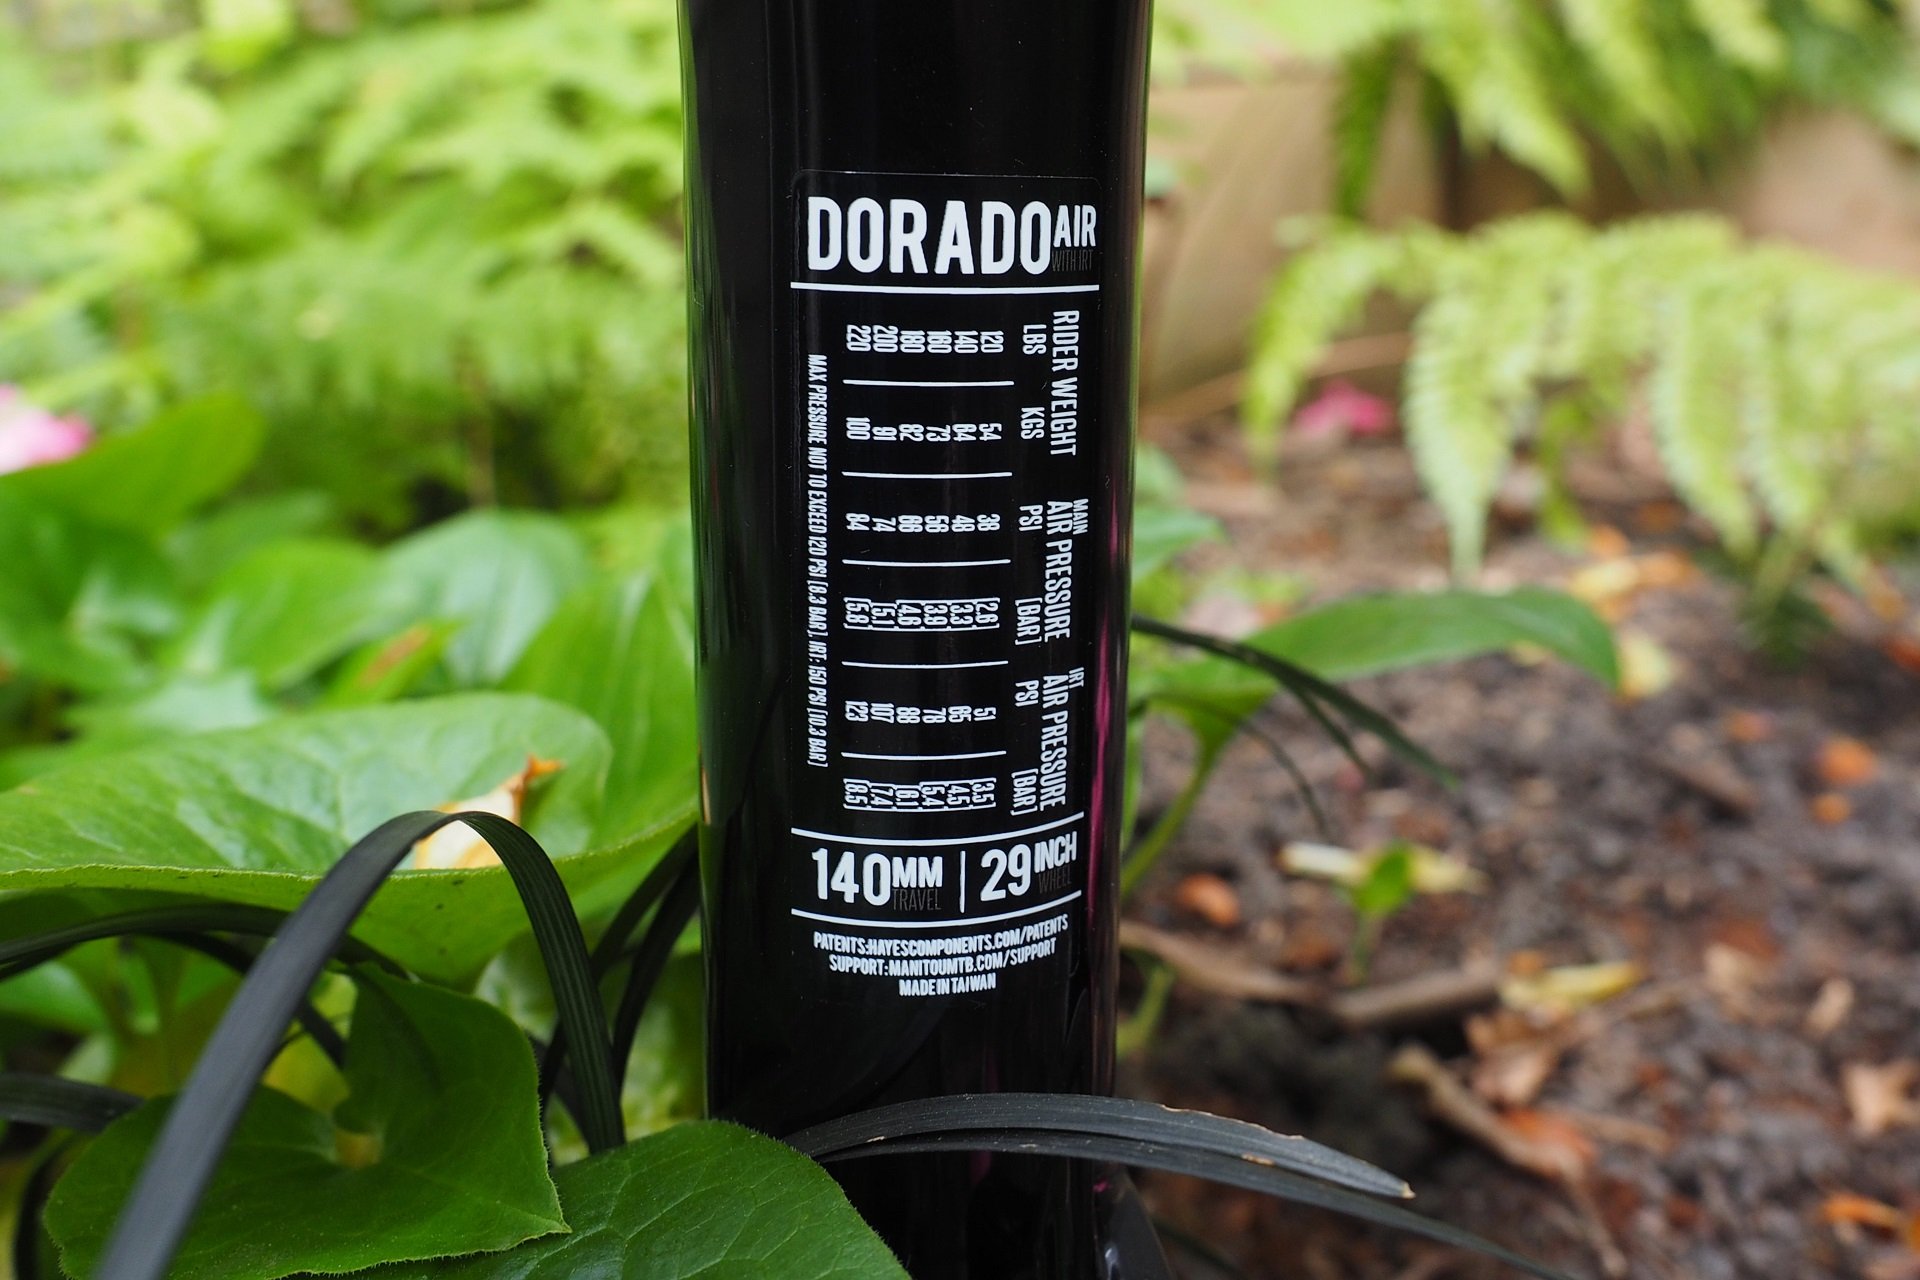 DORADO AIR
WITH IRT
RIDER WEIGHT MAIN AIR PRESSURE IRT AIR PRESSURE
LBS KGS PSI [BAR] PSI [BAR]
120 54 38 [2.6] 51 [3.5]
140 64 48 [3.3] 65 [4.5]
160 73 56 [3.9] 78 [5.4]
180 82 66 [4.6] 88 [6.1]
200 91 74 [5.1] 107 [7.4]
220 100 84 [5.8] 123 [8.5]
MAX PRESSURE NOT TO EXCEED 120 PSI [8.3 BAR], IRT: 150 PSI [10.3 BAR]
140MM TRAVEL | 29 INCH WHEEL
PATENTS:HAYESCOMPONENTS.COM/PATENTS
SUPPORT:MANITOUMTB.COM/SUPPORT
MADE IN TAIWAN